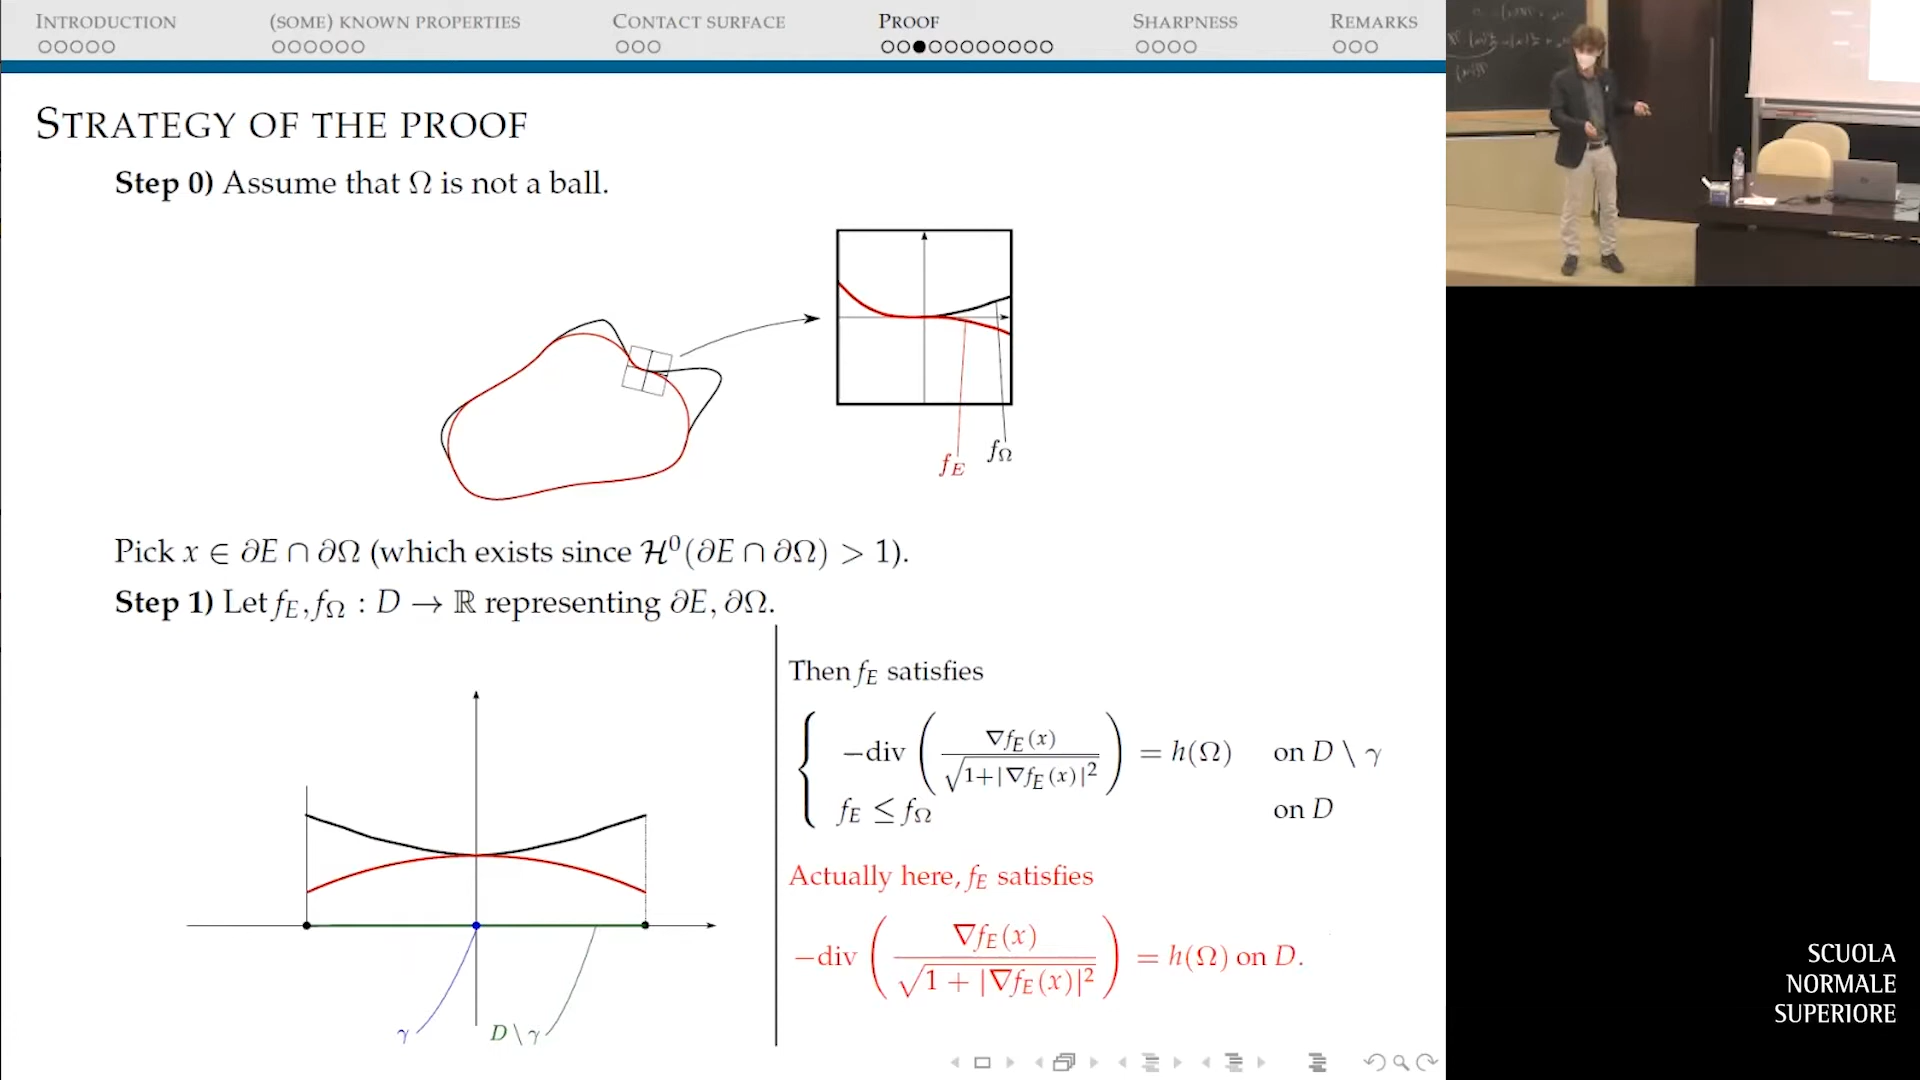 INTRODUCTION (SOME) KNOWN PROPERTIES CONTACT SURFACE PROOF SHARPNESS REMARKS
STRATEGY OF THE PROOF
Step 0) Assume that Ω is not a ball.
f_E f_Ω
Pick x ∈ ∂E ∩ ∂Ω (which exists since ℋ⁰(∂E ∩ ∂Ω) > 1).
Step 1) Let f_E, f_Ω : D → ℝ representing ∂E, ∂Ω.
γ D \ γ
Then f_E satisfies
−div ( ∇f_E(x) / √(1+|∇f_E(x)|²) ) = h(Ω) on D \ γ
f_E ≤ f_Ω on D
Actually here, f_E satisfies
−div ( ∇f_E(x) / √(1 + |∇f_E(x)|²) ) = h(Ω) on D.
SCUOLA
NORMALE
SUPERIORE